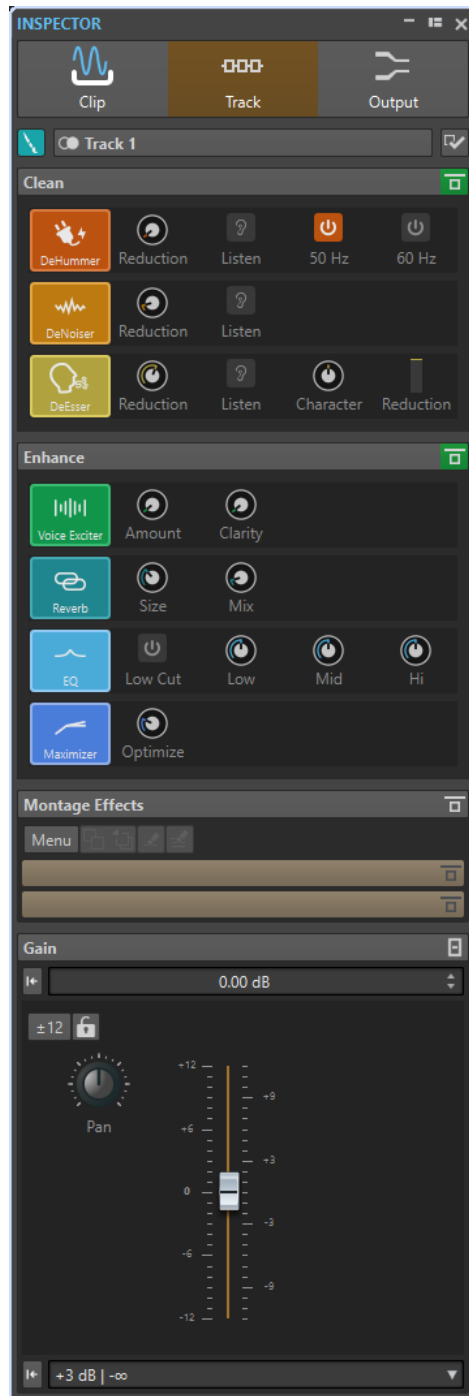 INSPECTOR
Clip Track Output
Track 1
Clean
DeHummer Reduction Listen 50 Hz 60 Hz
DeNoiser Reduction Listen
DeEsser Reduction Listen Character Reduction
Enhance
Voice Exciter Amount Clarity
Reverb Size Mix
EQ Low Cut Low Mid Hi
Maximizer Optimize
Montage Effects
Menu
Gain
0.00 dB
±12
+12
+9
Pan +6
+3
0
-3
-6
-9
-12
+3 dB | -∞